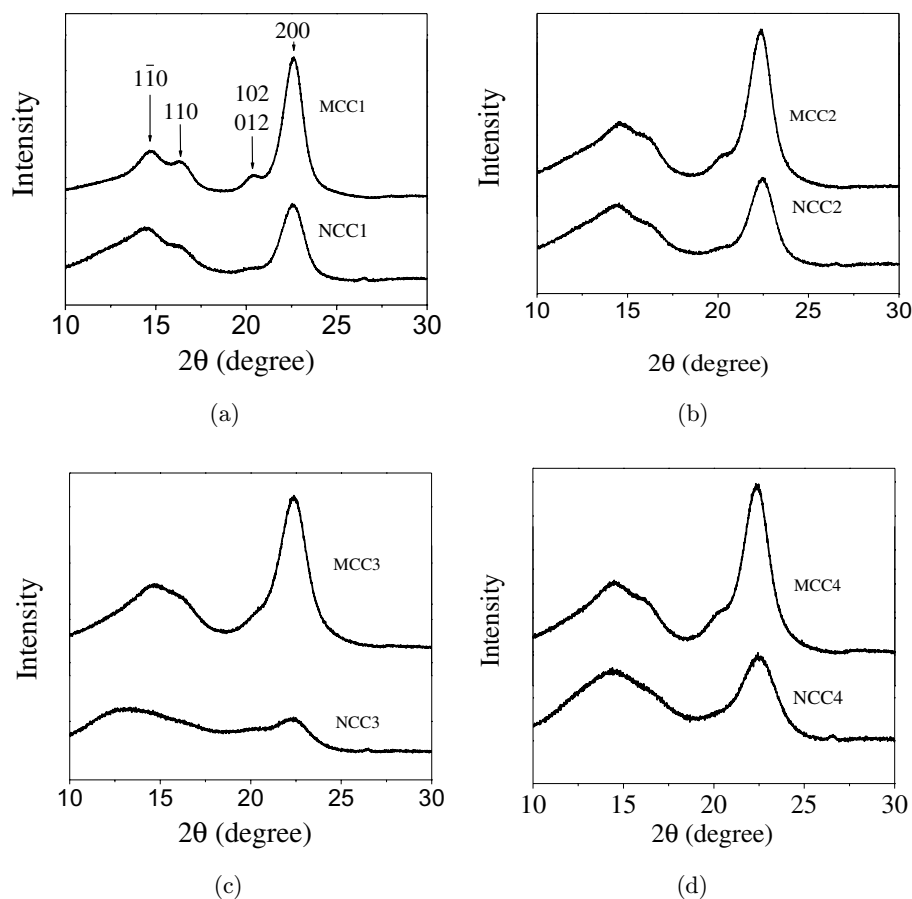 200
11̄0
110
102
012
MCC1
NCC1
Intensity
10 15 20 25 30
2θ (degree)
(a)
MCC2
NCC2
Intensity
10 15 20 25 30
2θ (degree)
(b)
MCC3
NCC3
Intensity
10 15 20 25 30
2θ (degree)
(c)
MCC4
NCC4
Intensity
10 15 20 25 30
2θ (degree)
(d)